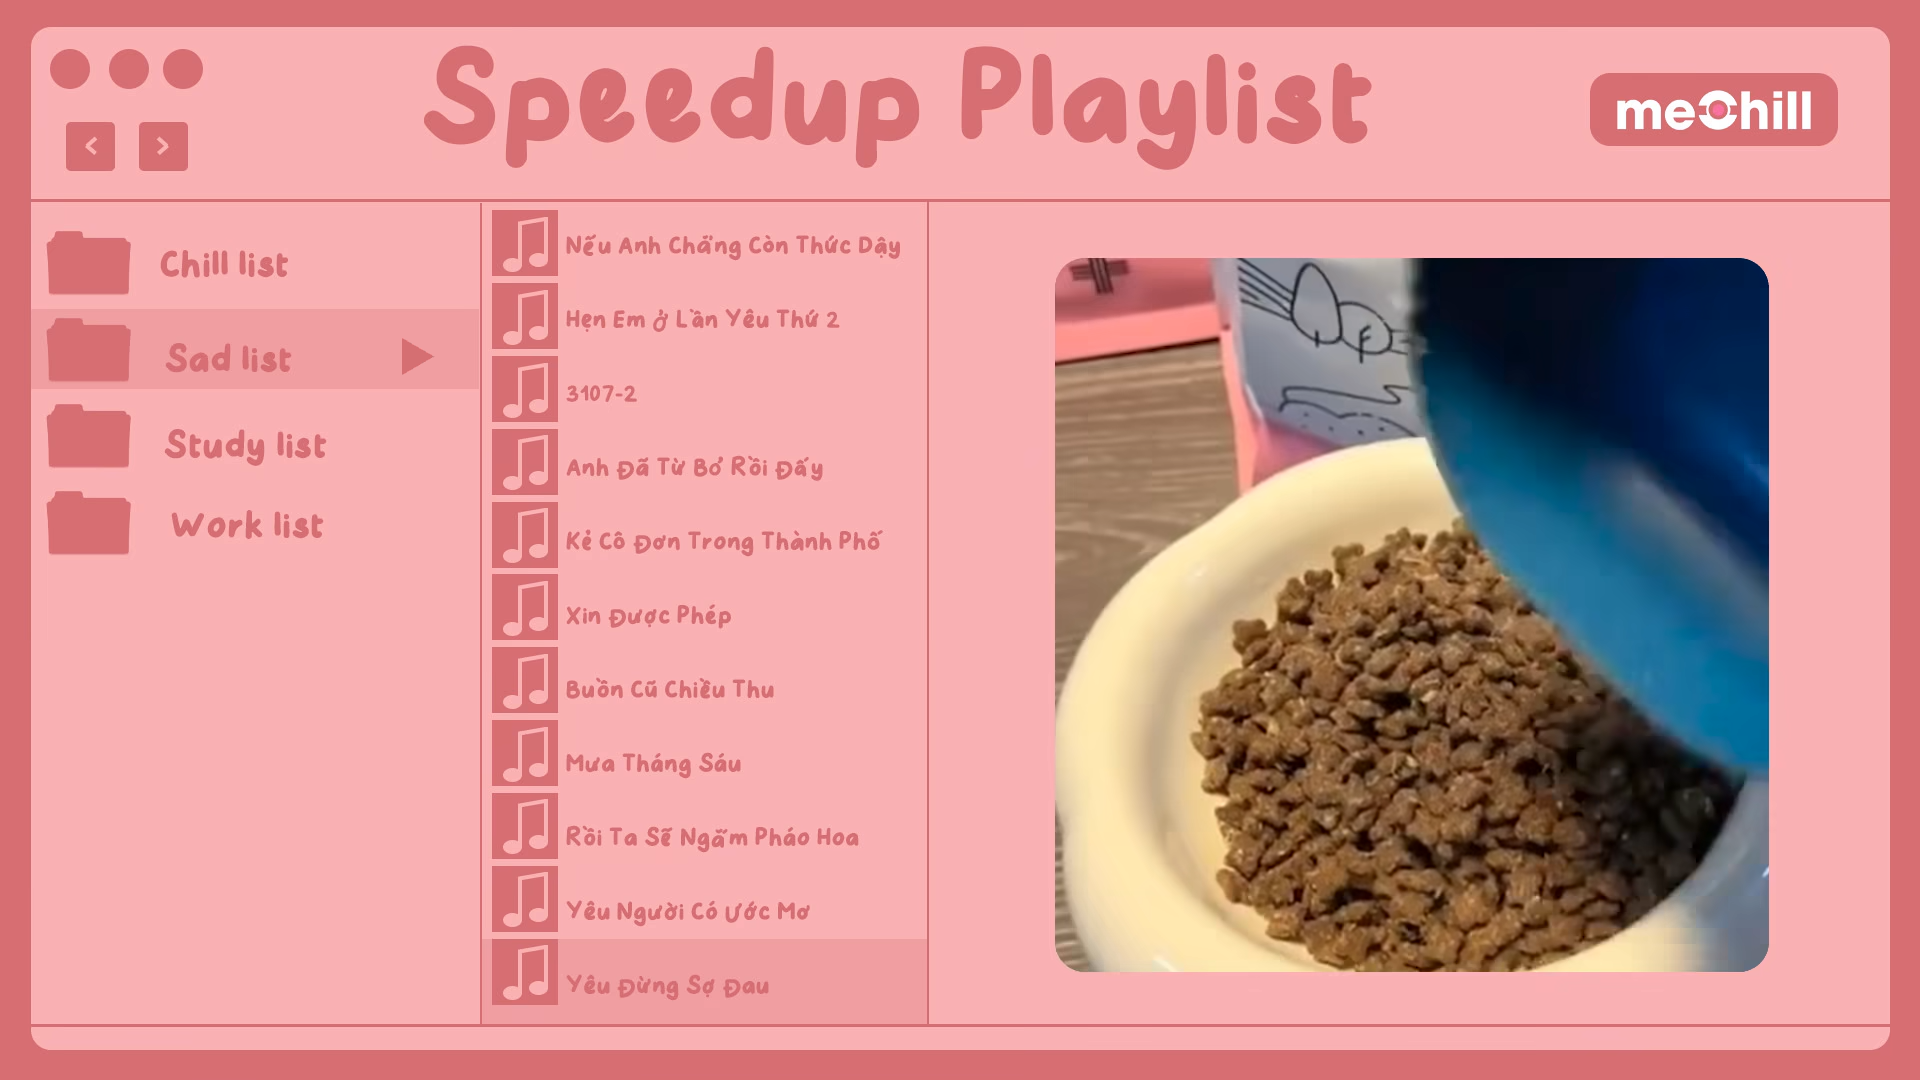 Speedup Playlist
meChill
Chill list
Sad list
Study list
Work list
Nếu Anh Chẳng Còn Thức Dậy
Hẹn Em ở Lần Yêu Thứ 2
3107-2
Anh Đã Từ Bỏ Rồi Đấy
Kẻ Cô Đơn Trong Thành Phố
Xin Được Phép
Buồn Cũ Chiều Thu
Mưa Tháng Sáu
Rồi Ta Sẽ Ngắm Pháo Hoa
Yêu Người Có Ước Mơ
Yêu Đừng Sợ Đau